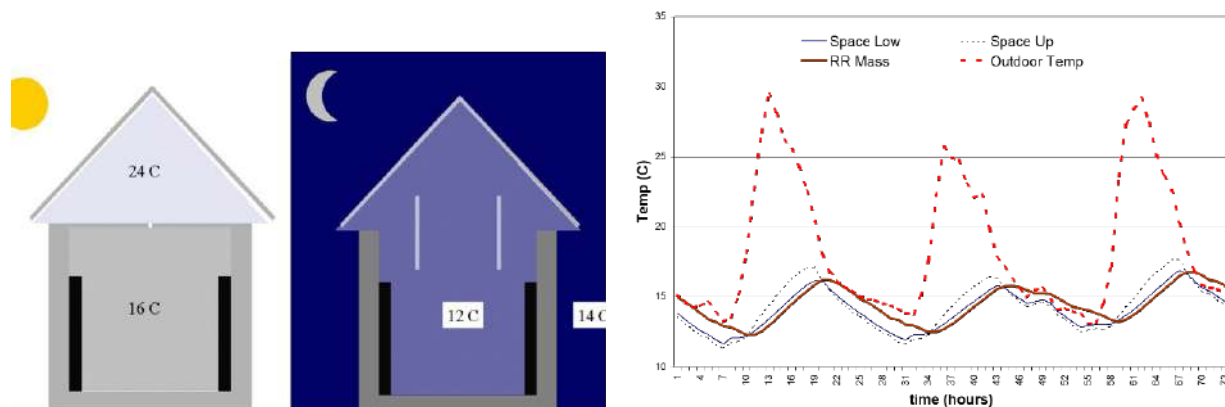 24 C
16 C
12 C
14 C
35
30
25
20
15
10
Temp (C)
Space Low
Space Up
RR Mass
Outdoor Temp
1 4 7 10 13 16 19 22 25 28 31 34 37 40 43 46 49 52 55 58 61 64 67 70 73
time (hours)